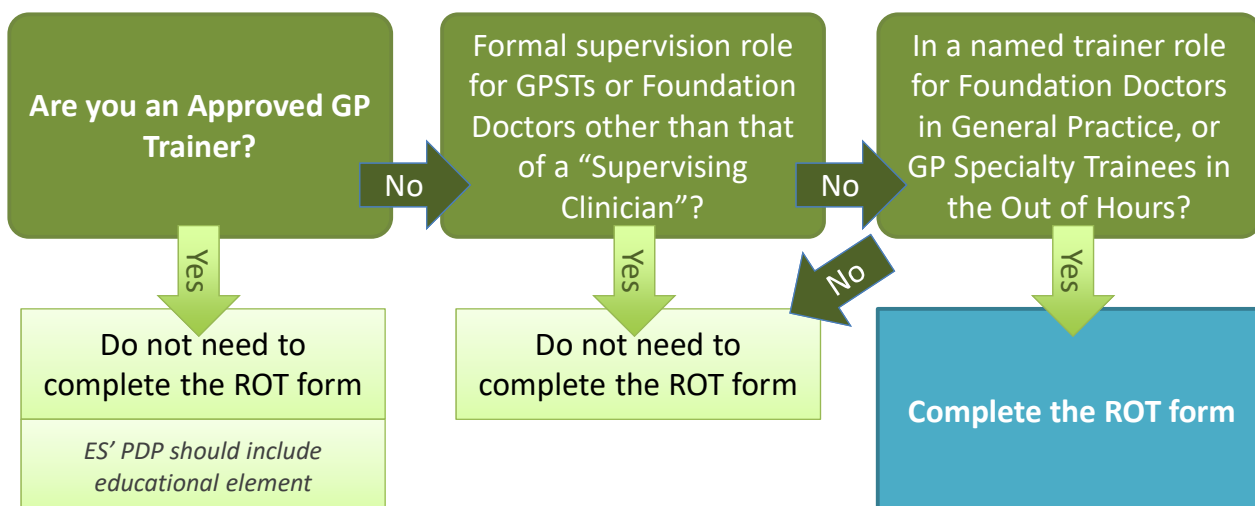 Are you an Approved GP
Trainer?
No
Formal supervision role
for GPSTs or Foundation
Doctors other than that
of a “Supervising
Clinician”?
No
In a named trainer role
for Foundation Doctors
in General Practice, or
GP Specialty Trainees in
the Out of Hours?
Yes
Yes
No
Yes
Do not need to
complete the ROT form
ES’ PDP should include
educational element
Do not need to
complete the ROT form
Complete the ROT form